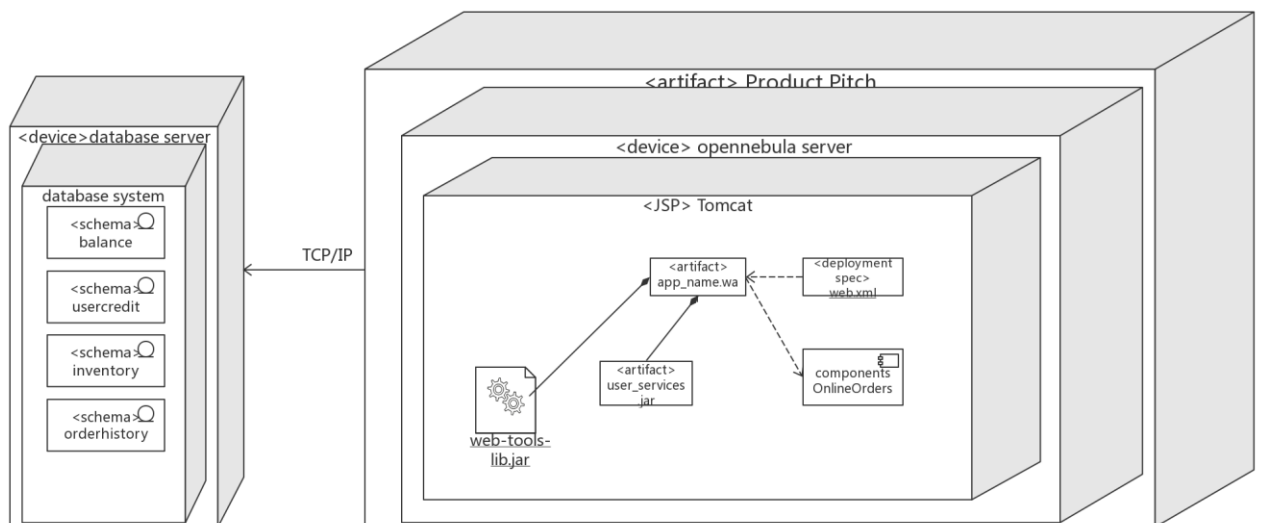 <artifact> Product Pitch
<device>database server
<device> opennebula server
database system
<JSP> Tomcat
<schema>
balance
TCP/IP
<artifact>
app_name.wa
<deployment
spec>
web.xml
<schema>
usercredit
<schema>
inventory
<artifact>
user_services
.jar
components
OnlineOrders
<schema>
orderhistory
web-tools-
lib.jar